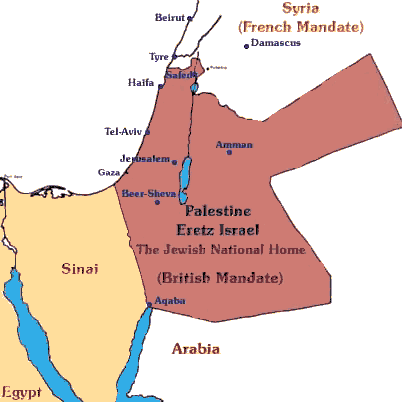 Syria
(French Mandate)
Beirut
Damascus
Tyre
Safed
Haifa
Tel-Aviv
Amman
Jerusalem
Gaza
Beer-Sheva
Palestine
Eretz Israel
The Jewish National Home
(British Mandate)
Sinai
Aqaba
Arabia
Egypt